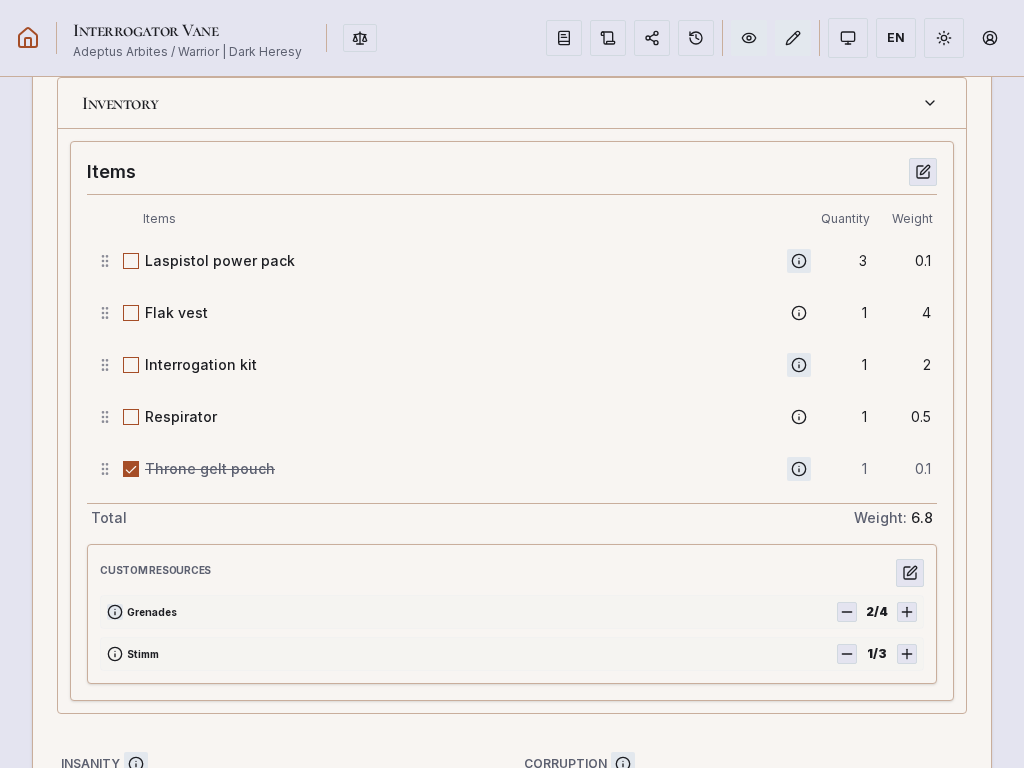 Interrogator Vane
Adeptus Arbites / Warrior | Dark Heresy
EN
Inventory
Items
Items Quantity Weight
Laspistol power pack 3 0.1
Flak vest 1 4
Interrogation kit 1 2
Respirator 1 0.5
Throne gelt pouch 1 0.1
Total Weight: 6.8
CUSTOM RESOURCES
Grenades 2/4
Stimm 1/3
INSANITY CORRUPTION